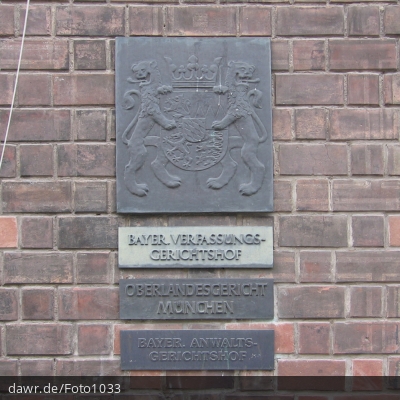 BAYER. VERFASSUNGS-
GERICHTSHOF
OBERLANDESGERICHT
MÜNCHEN
BAYER. ANWALTS-
GERICHTSHOF
dawr.de/Foto1033